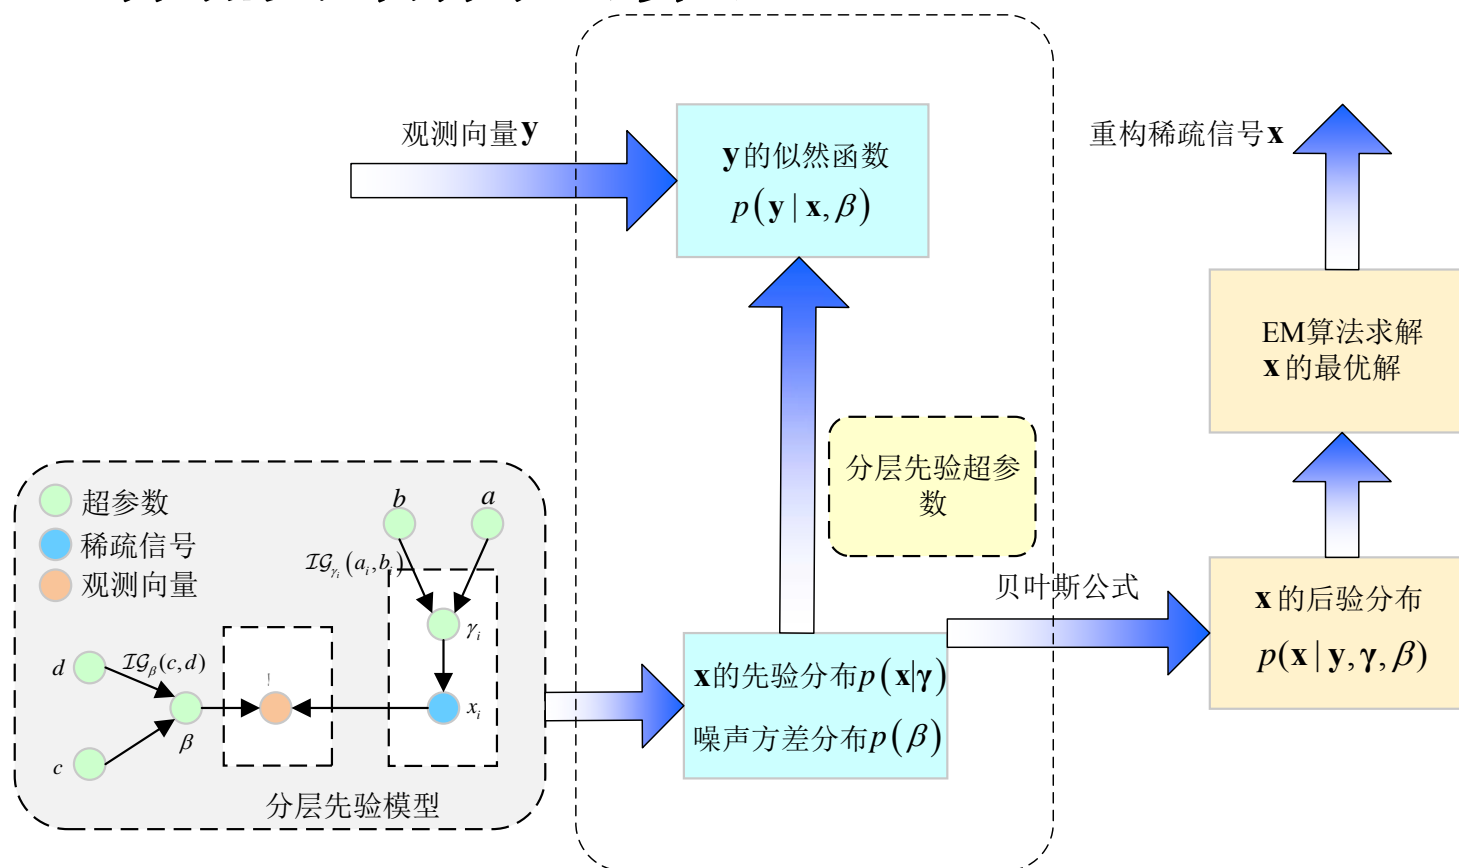 观测向量y
y的似然函数
p(y | x, β)
重构稀疏信号x
EM算法求解
x的最优解
分层先验超参
数
超参数
稀疏信号
观测向量
b
a
𝓘𝓖γᵢ(aᵢ,bᵢ)
γᵢ
d
𝓘𝓖β(c,d)
!
xᵢ
β
c
分层先验模型
贝叶斯公式
x的先验分布p(x|γ)
噪声方差分布p(β)
x的后验分布
p(x | y, γ, β)